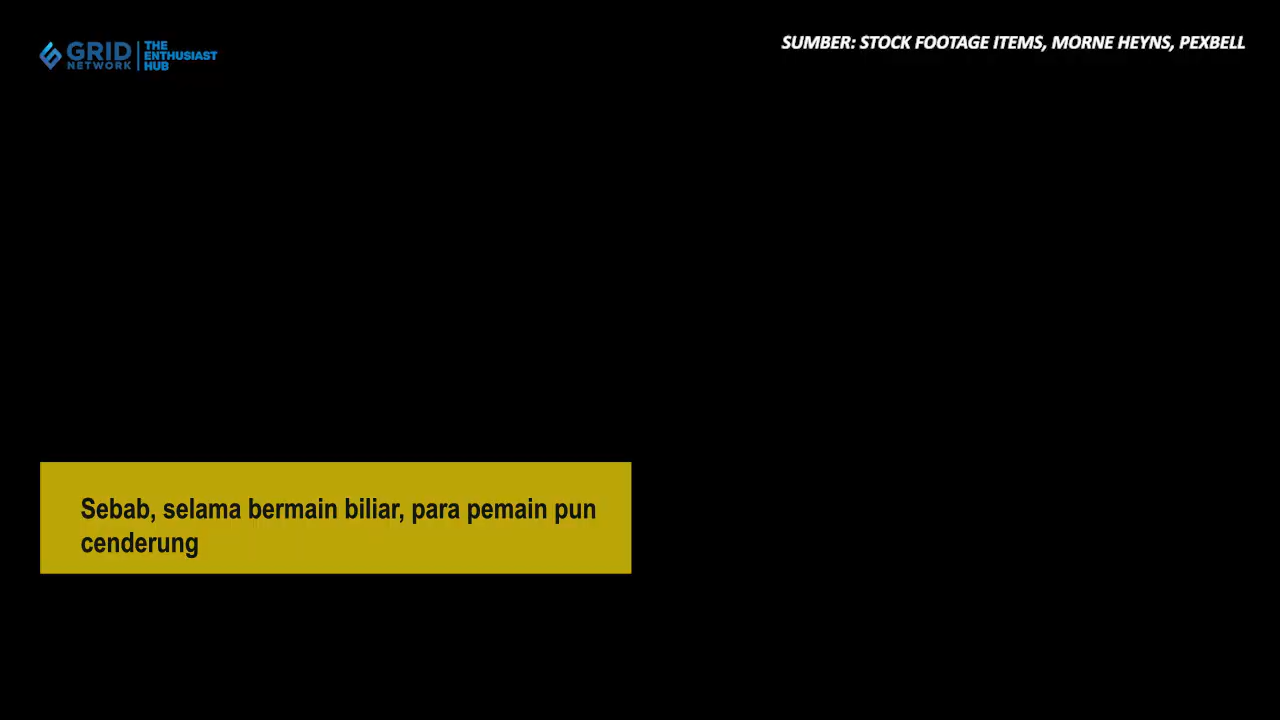 GRID
NETWORK
THE
ENTHUSIAST
HUB
SUMBER: STOCK FOOTAGE ITEMS, MORNE HEYNS, PEXBELL
Sebab, selama bermain biliar, para pemain pun
cenderung